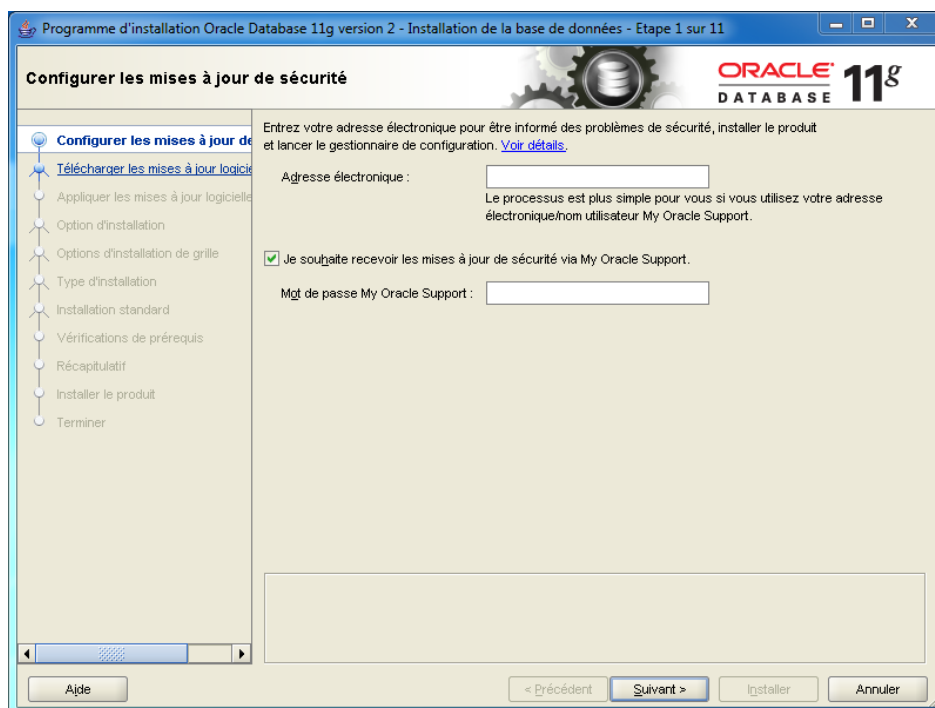 Programme d'installation Oracle Database 11g version 2 - Installation de la base de données - Etape 1 sur 11
Configurer les mises à jour de sécurité
ORACLE
DATABASE
11g
Configurer les mises à jour de
Télécharger les mises à jour logicie
Appliquer les mises à jour logicielle
Option d'installation
Options d'installation de grille
Type d'installation
Installation standard
Vérifications de prérequis
Récapitulatif
Installer le produit
Terminer
Entrez votre adresse électronique pour être informé des problèmes de sécurité, installer le produit
et lancer le gestionnaire de configuration. Voir détails.
Adresse électronique :
Le processus est plus simple pour vous si vous utilisez votre adresse
électronique/nom utilisateur My Oracle Support.
Je souhaite recevoir les mises à jour de sécurité via My Oracle Support.
Mot de passe My Oracle Support :
Aide
< Précédent
Suivant >
Installer
Annuler